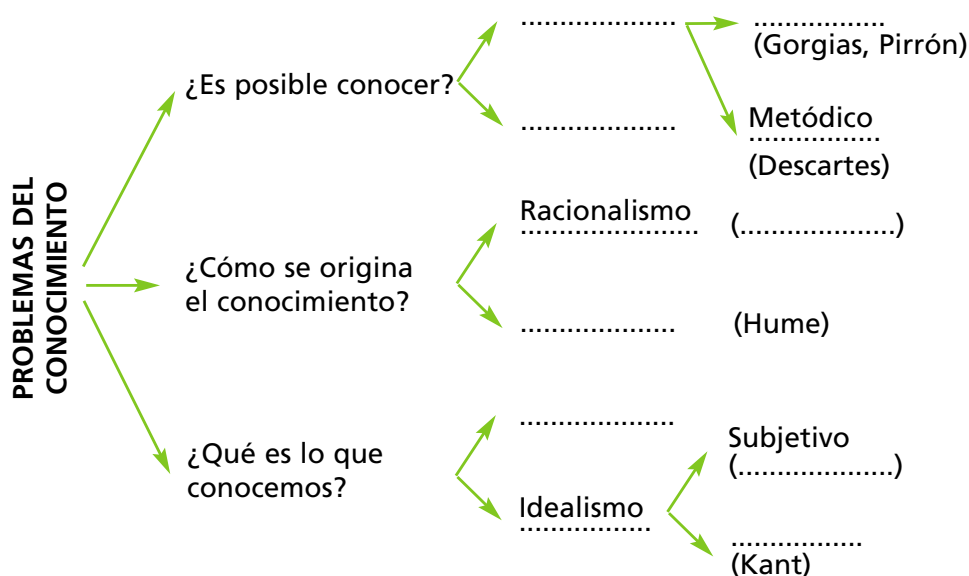 PROBLEMAS DEL
CONOCIMIENTO
¿Es posible conocer?
....................
.................
(Gorgias, Pirrón)
Metódico
.................
(Descartes)
....................
¿Cómo se origina
el conocimiento?
Racionalismo (....................)
.......................
.................... (Hume)
¿Qué es lo que
conocemos?
....................
Idealismo
.................
Subjetivo
(....................)
.................
(Kant)